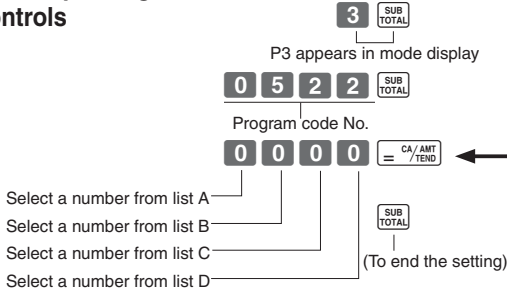 ontrols
3 SUB TOTAL
P3 appears in mode display
0 5 2 2 SUB TOTAL
Program code No.
0 0 0 0 = CA/AMT TEND
Select a number from list A
Select a number from list B
SUB TOTAL
Select a number from list C
(To end the setting)
Select a number from list D